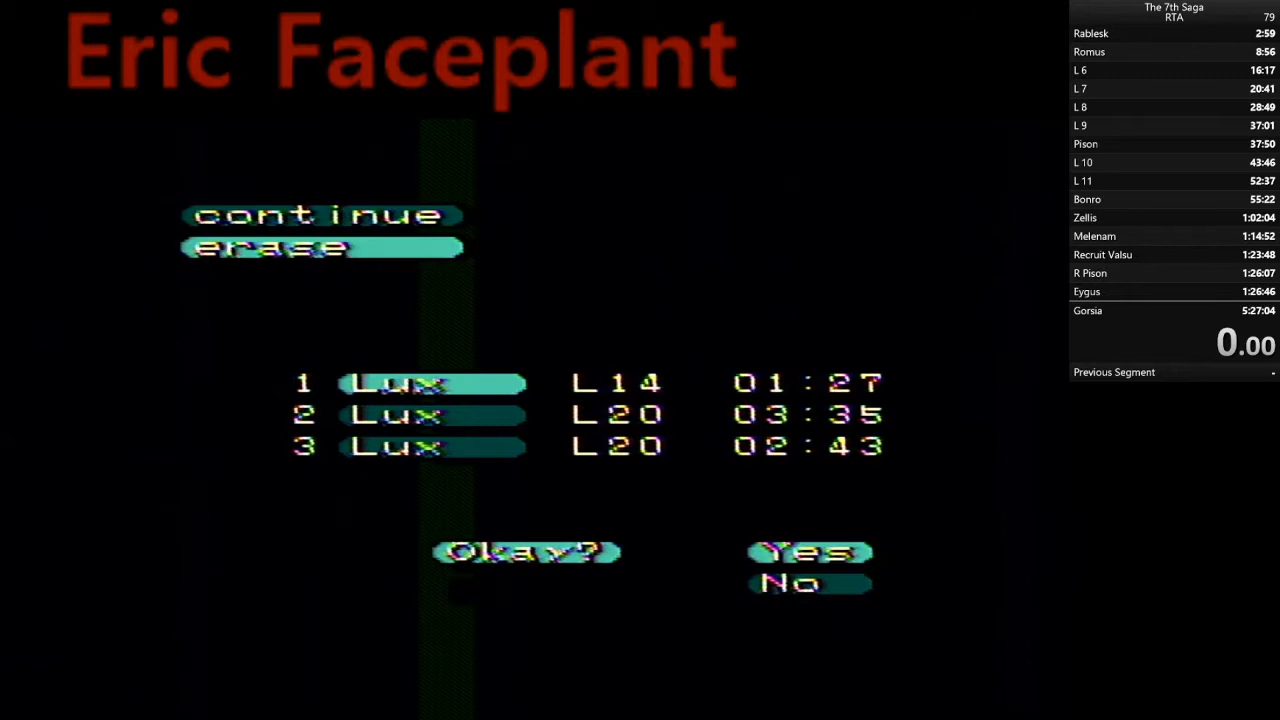 Eric Faceplant
continue
erase
1 Lux L14 01:27
2 Lux L20 03:35
3 Lux L20 02:43
Okay? Yes
No
The 7th Saga
RTA 79
Rablesk 2:59
Romus 8:56
L 6 16:17
L 7 20:41
L 8 28:49
L 9 37:01
Pison 37:50
L 10 43:46
L 11 52:37
Bonro 55:22
Zellis 1:02:04
Melenam 1:14:52
Recruit Valsu 1:23:48
R Pison 1:26:07
Eygus 1:26:46
Gorsia 5:27:04
0.00
Previous Segment -